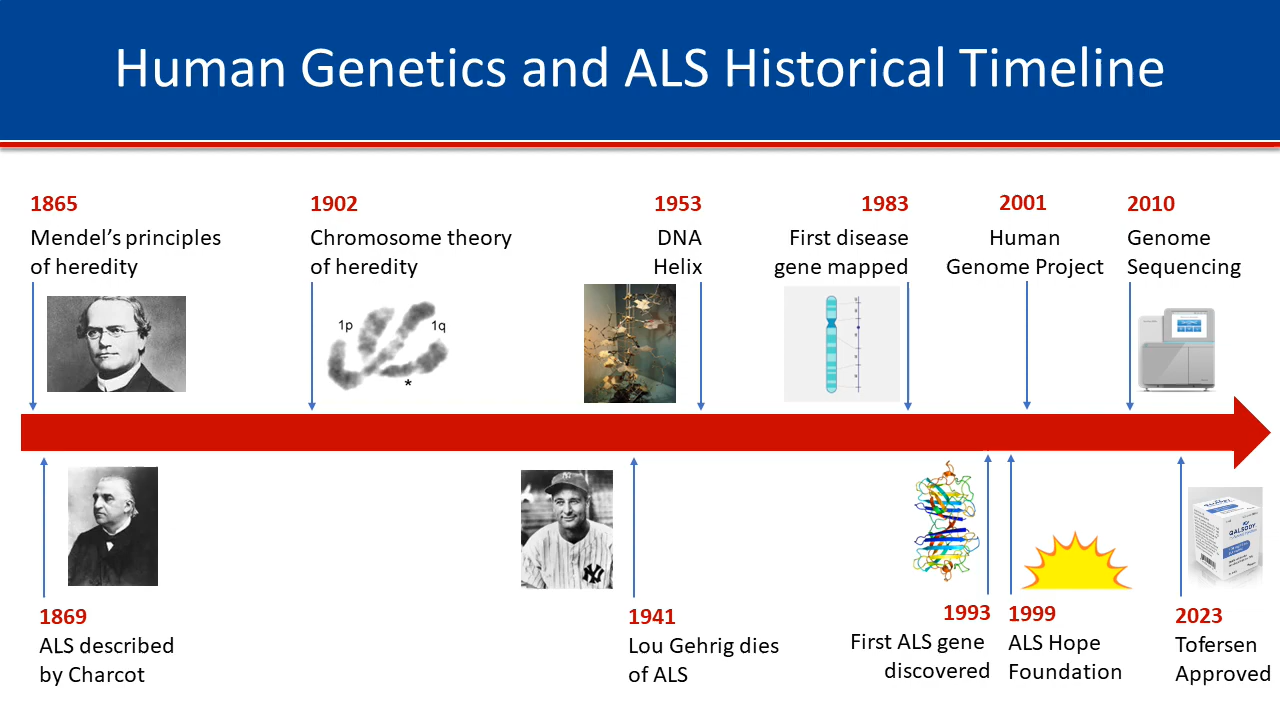 Human Genetics and ALS Historical Timeline
1865
Mendel's principles
of heredity
1902
Chromosome theory
of heredity
1953
DNA
Helix
1983
First disease
gene mapped
2001
Human
Genome Project
2010
Genome
Sequencing
1p
1q
*
QALSODY
1869
ALS described
by Charcot
1941
Lou Gehrig dies
of ALS
1993
First ALS gene
discovered
1999
ALS Hope
Foundation
2023
Tofersen
Approved